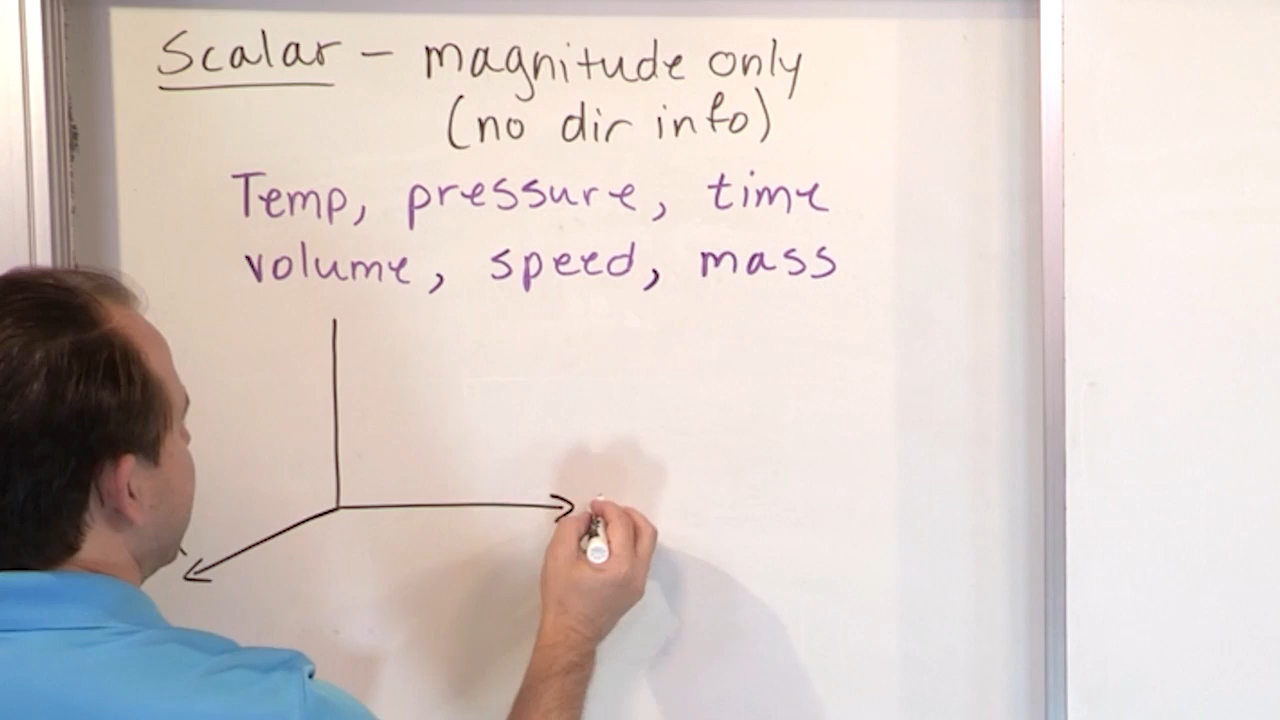 Scalar – magnitude only
(no dir info)
Temp, pressure, time
volume, speed, mass